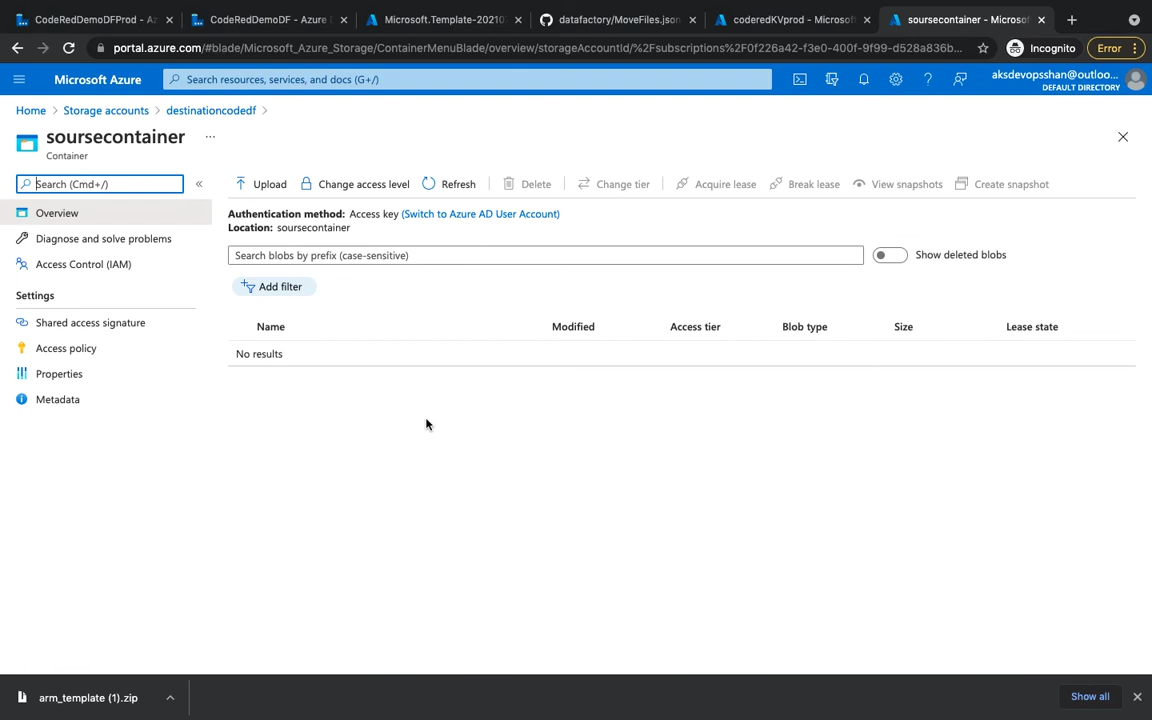 CodeRedDemoDFProd - Az
CodeRedDemoDF - Azure D
Microsoft.Template-20210
datafactory/MoveFiles.json
coderedKVprod - Microsof
soursecontainer - Microsof
portal.azure.com/#blade/Microsoft_Azure_Storage/ContainerMenuBlade/overview/storageAccountId/%2Fsubscriptions%2F0f226a42-f3e0-400f-9f99-d528a836b...
Incognito
Error
Microsoft Azure
Search resources, services, and docs (G+/)
aksdevopsshan@outloo...
DEFAULT DIRECTORY
Home > Storage accounts > destinationcodedf >
soursecontainer ...
Container
Search (Cmd+/)
«
Upload
Change access level
Refresh
Delete
Change tier
Acquire lease
Break lease
View snapshots
Create snapshot
Overview
Diagnose and solve problems
Access Control (IAM)
Settings
Shared access signature
Access policy
Properties
Metadata
Authentication method: Access key (Switch to Azure AD User Account)
Location: soursecontainer
Search blobs by prefix (case-sensitive)
Show deleted blobs
Add filter
Name Modified Access tier Blob type Size Lease state
No results
arm_template (1).zip
Show all